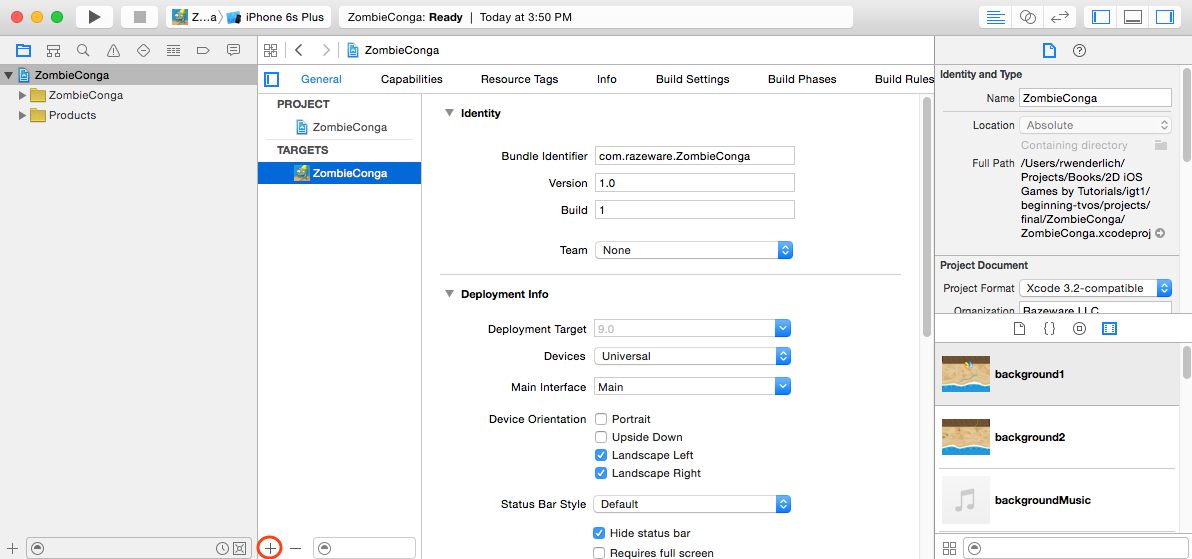 Z...a iPhone 6s Plus
ZombieConga: Ready | Today at 3:50 PM
ZombieConga
General Capabilities Resource Tags Info Build Settings Build Phases Build Rules
ZombieConga
ZombieConga
Products
PROJECT
ZombieConga
TARGETS
ZombieConga
Identity
Bundle Identifier com.razeware.ZombieConga
Version 1.0
Build 1
Team None
Deployment Info
Deployment Target 9.0
Devices Universal
Main Interface Main
Device Orientation Portrait
Upside Down
Landscape Left
Landscape Right
Status Bar Style Default
Hide status bar
Requires full screen
Identity and Type
Name ZombieConga
Location Absolute
Containing directory
Full Path /Users/rwenderlich/
Projects/Books/2D iOS
Games by Tutorials/igt1/
beginning-tvos/projects/
final/ZombieConga/
ZombieConga.xcodeproj
Project Document
Project Format Xcode 3.2-compatible
Organization Razeware LLC
{}
background1
background2
backgroundMusic